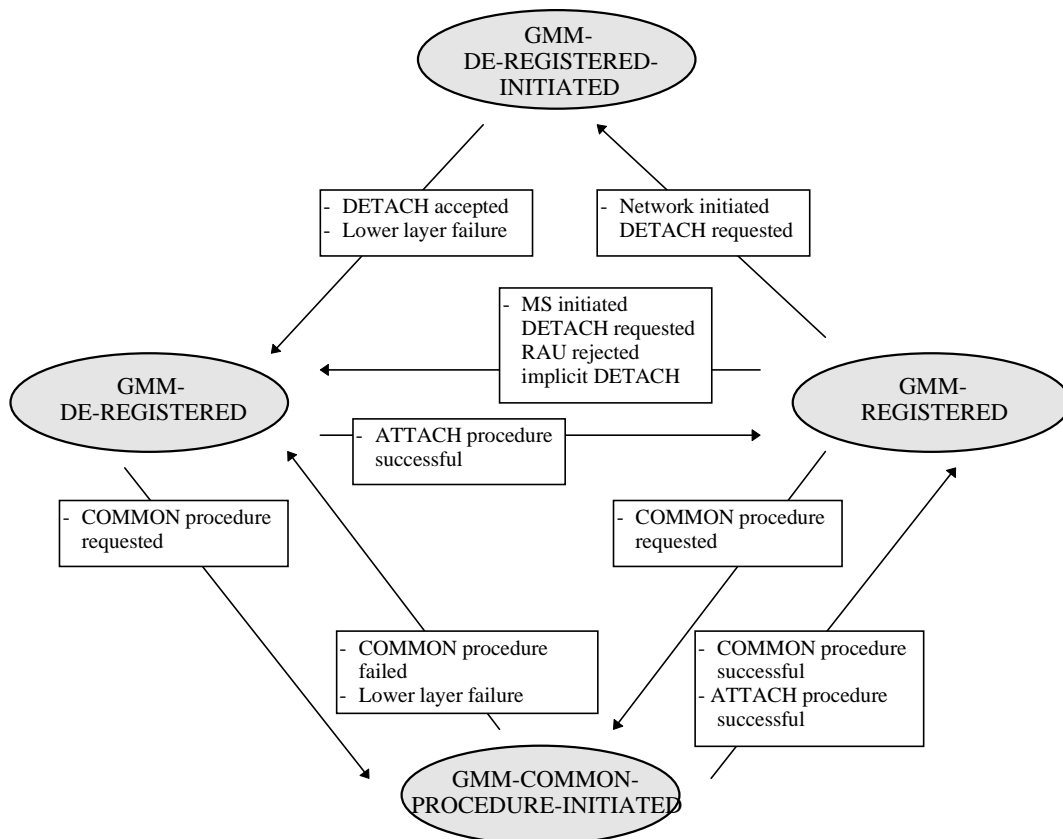 GMM-
DE-REGISTERED-
INITIATED
- DETACH accepted
- Lower layer failure
- Network initiated
DETACH requested
- MS initiated
DETACH requested
RAU rejected
implicit DETACH
GMM-
DE-REGISTERED
GMM-
REGISTERED
- ATTACH procedure
successful
- COMMON procedure
requested
- COMMON procedure
requested
- COMMON procedure
failed
- Lower layer failure
- COMMON procedure
successful
- ATTACH procedure
successful
GMM-COMMON-
PROCEDURE-INITIATED